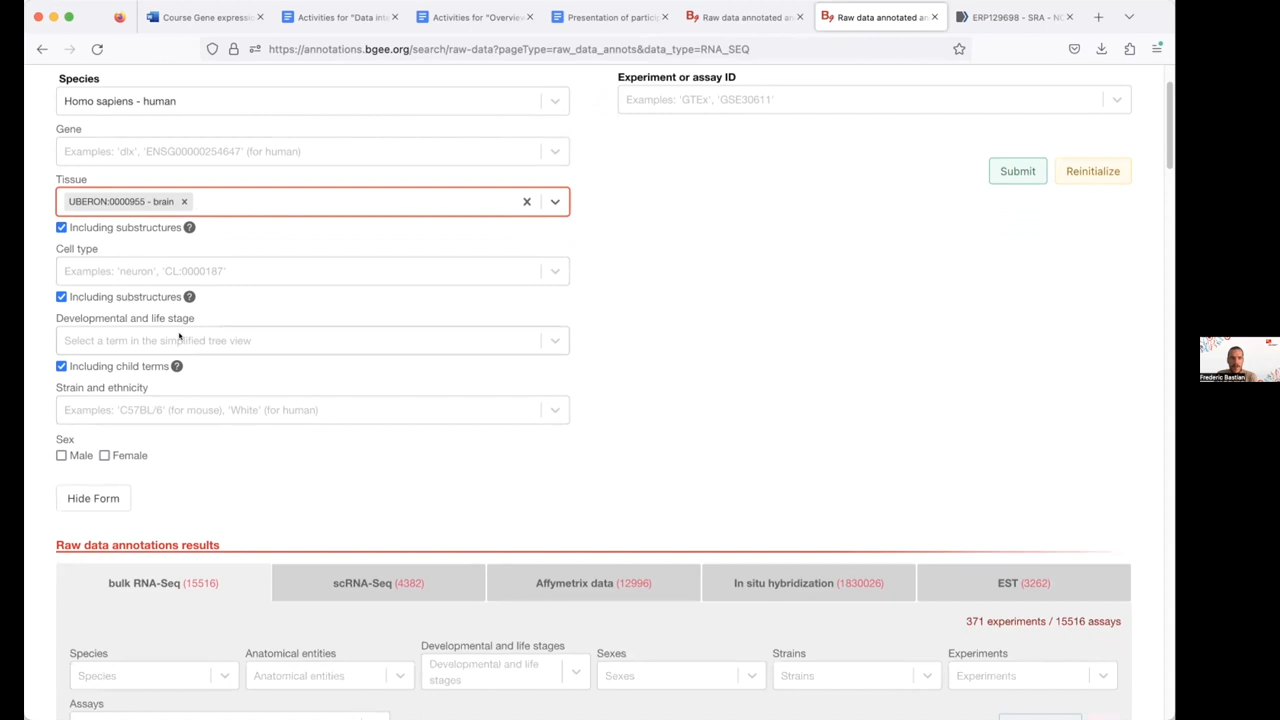 Course Gene expressi
Activities for "Data int
Activities for "Overview
Presentation of partici
Raw data annotated an
Raw data annotated an
ERP129698 - SRA - NC
https://annotations.bgee.org/search/raw-data?pageType=raw_data_annots&data_type=RNA_SEQ
Species
Homo sapiens - human
Gene
Examples: 'dlx', 'ENSG00000254647' (for human)
Tissue
UBERON:0000955 - brain
Including substructures ?
Cell type
Examples: 'neuron', 'CL:0000187'
Including substructures ?
Developmental and life stage
Select a term in the simplified tree view
Including child terms ?
Strain and ethnicity
Examples: 'C57BL/6' (for mouse), 'White' (for human)
Sex
Male Female
Hide Form
Experiment or assay ID
Examples: 'GTEx', 'GSE30611'
Submit Reinitialize
Frederic Bastian
Raw data annotations results
bulk RNA-Seq (15516) scRNA-Seq (4382) Affymetrix data (12996) In situ hybridization (1830026) EST (3262)
371 experiments / 15516 assays
Species
Species
Anatomical entities
Anatomical entities
Developmental and life stages
Developmental and life
stages
Sexes
Sexes
Strains
Strains
Experiments
Experiments
Assays